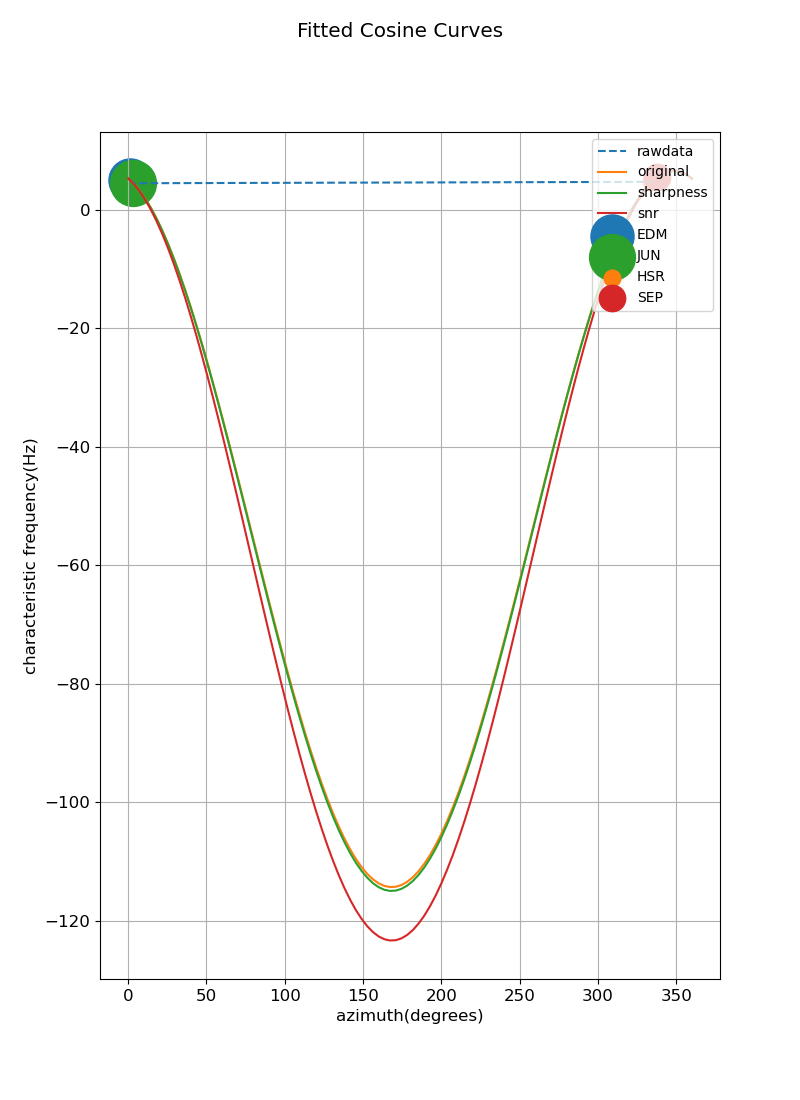 Fitted Cosine Curves
rawdata
original
sharpness
snr
EDM
JUN
HSR
SEP
0
−20
−40
−60
−80
−100
−120
characteristic frequency(Hz)
0 50 100 150 200 250 300 350
azimuth(degrees)